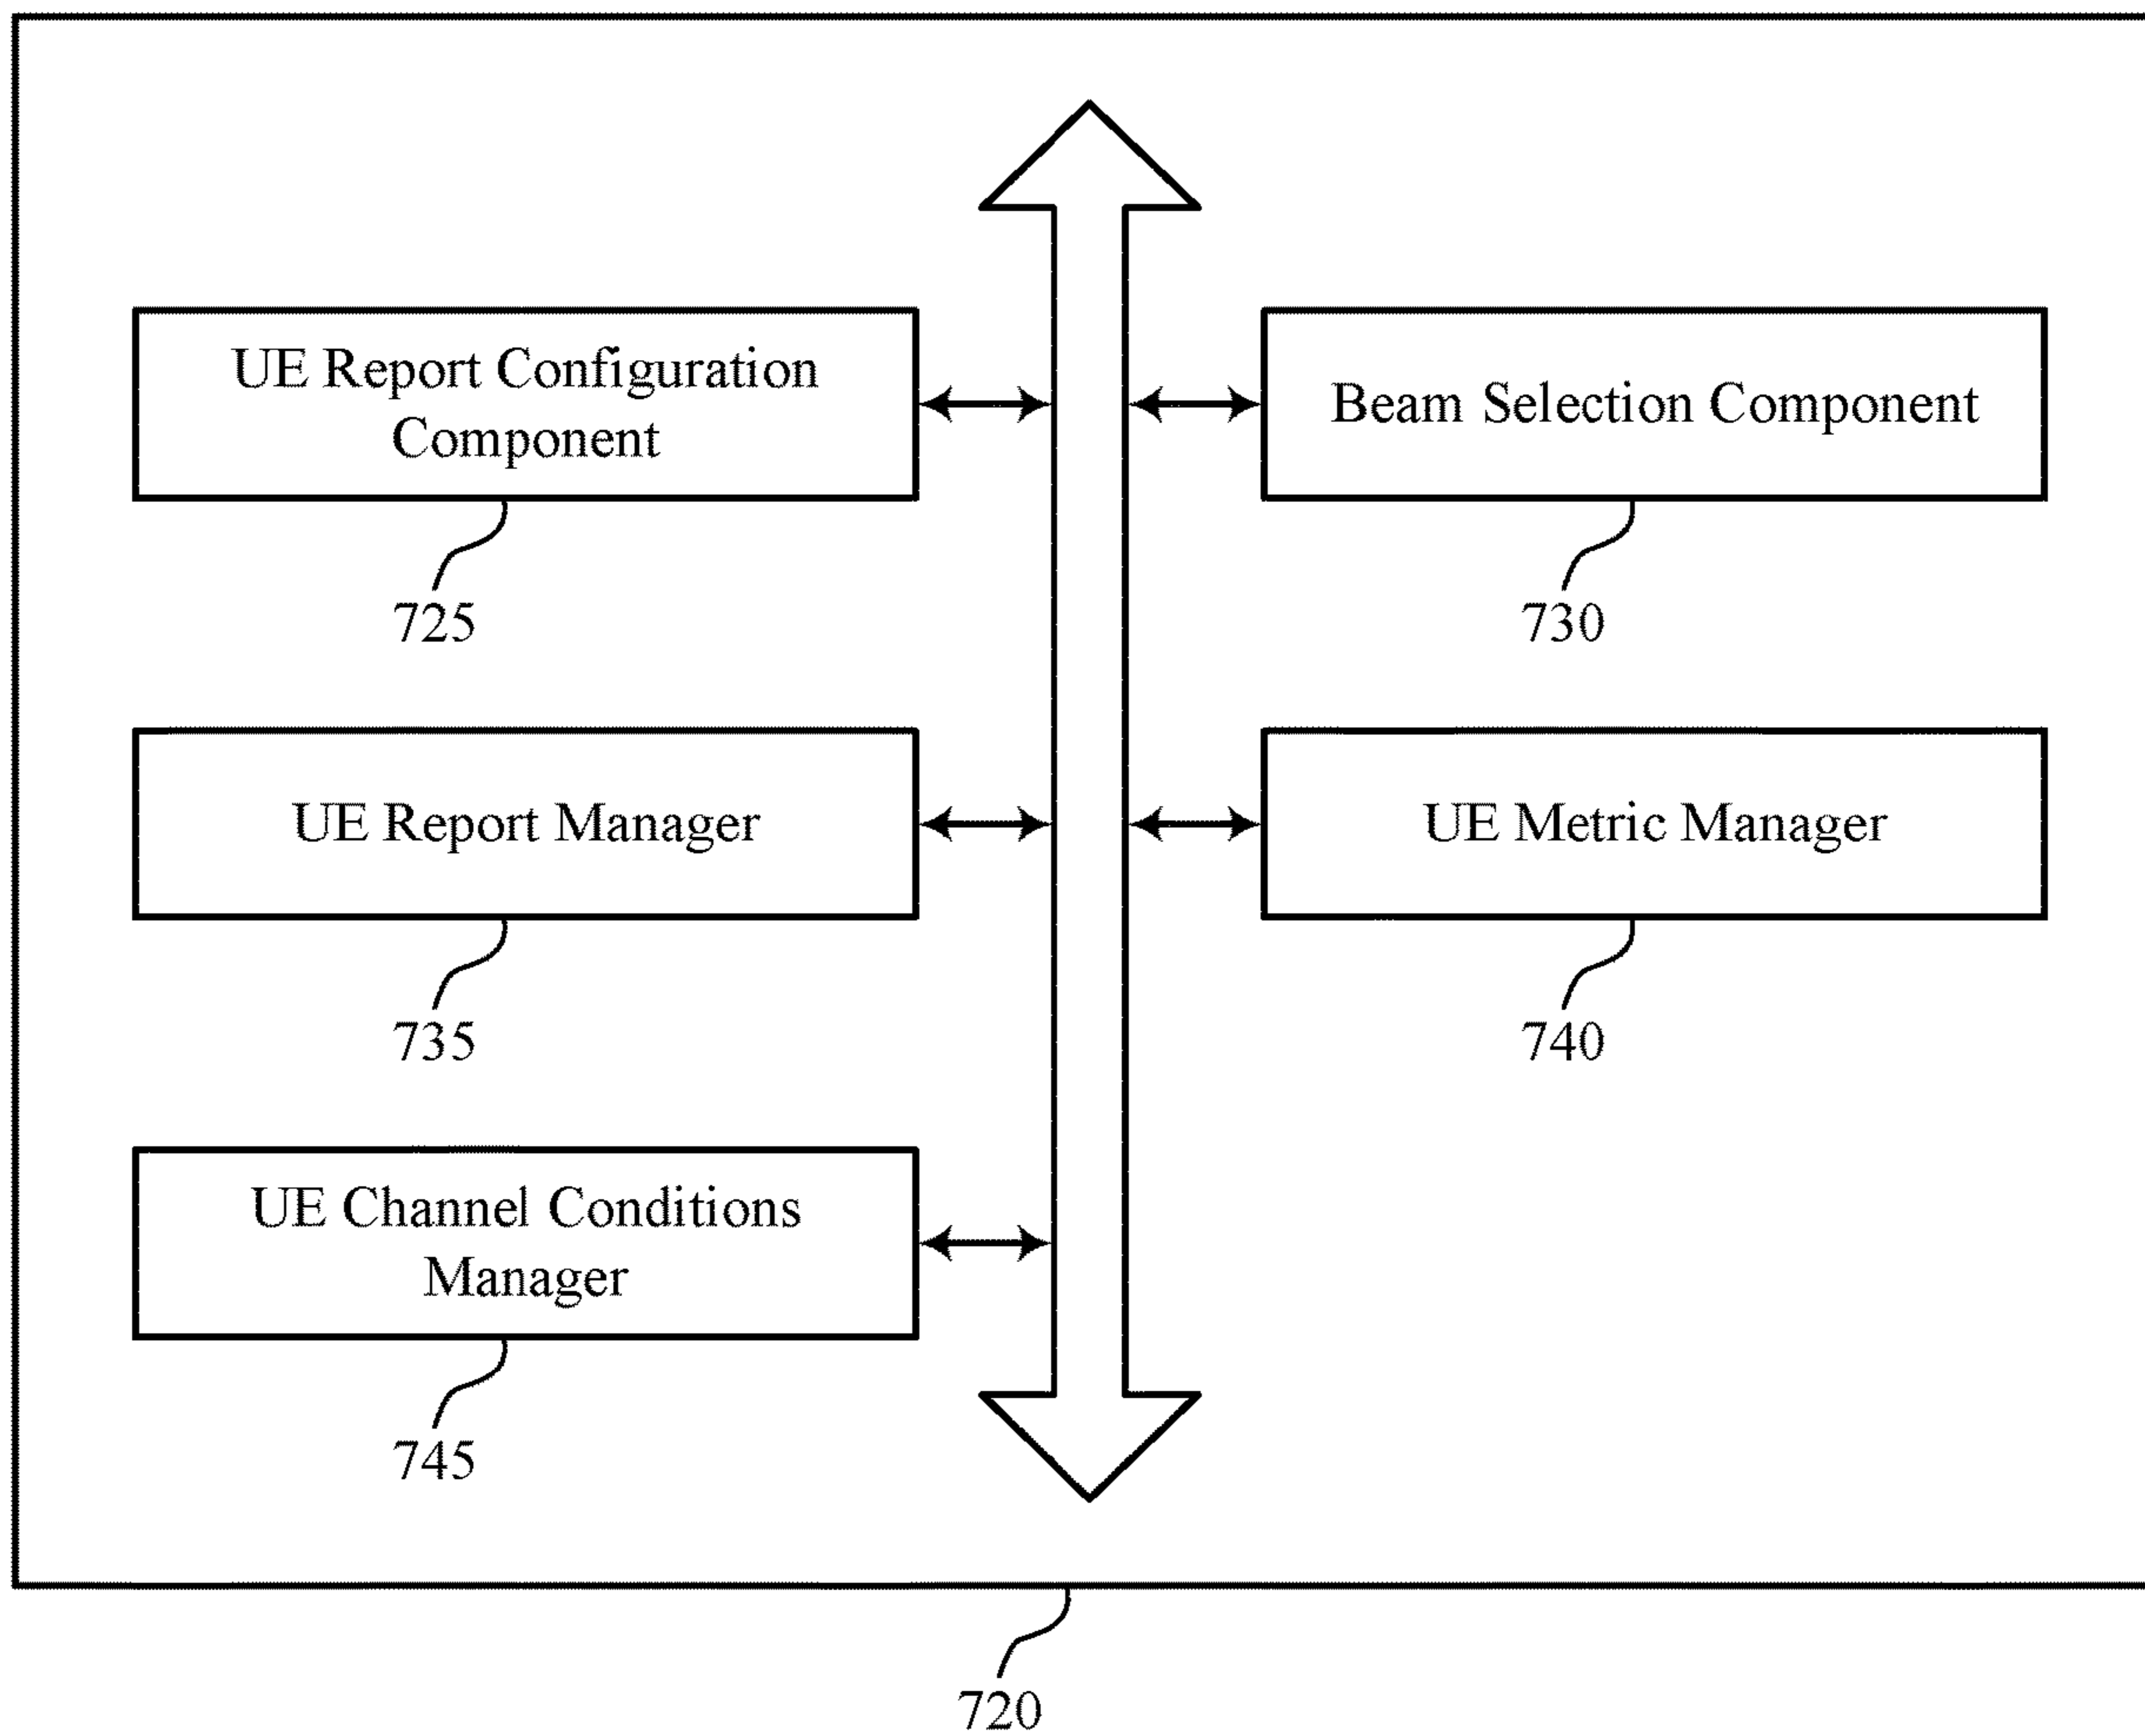 UE Report Configuration
Component
Beam Selection Component
725
730
UE Report Manager
UE Metric Manager
735
740
UE Channel Conditions
Manager
745
720